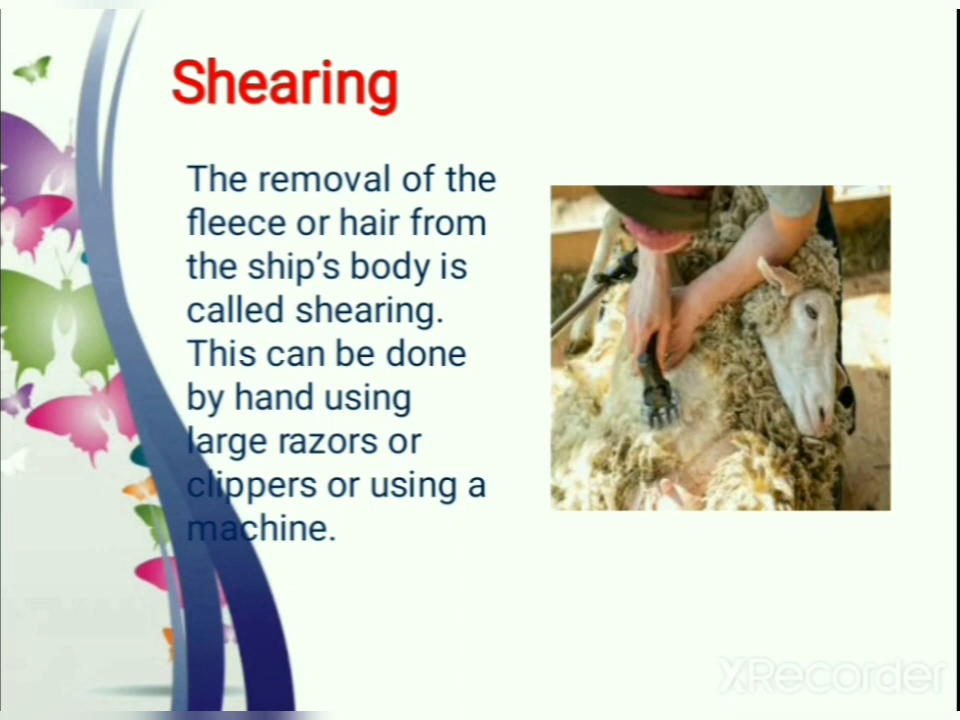 Shearing
The removal of the
fleece or hair from
the ship’s body is
called shearing.
This can be done
by hand using
large razors or
clippers or using a
machine.
XRecorder